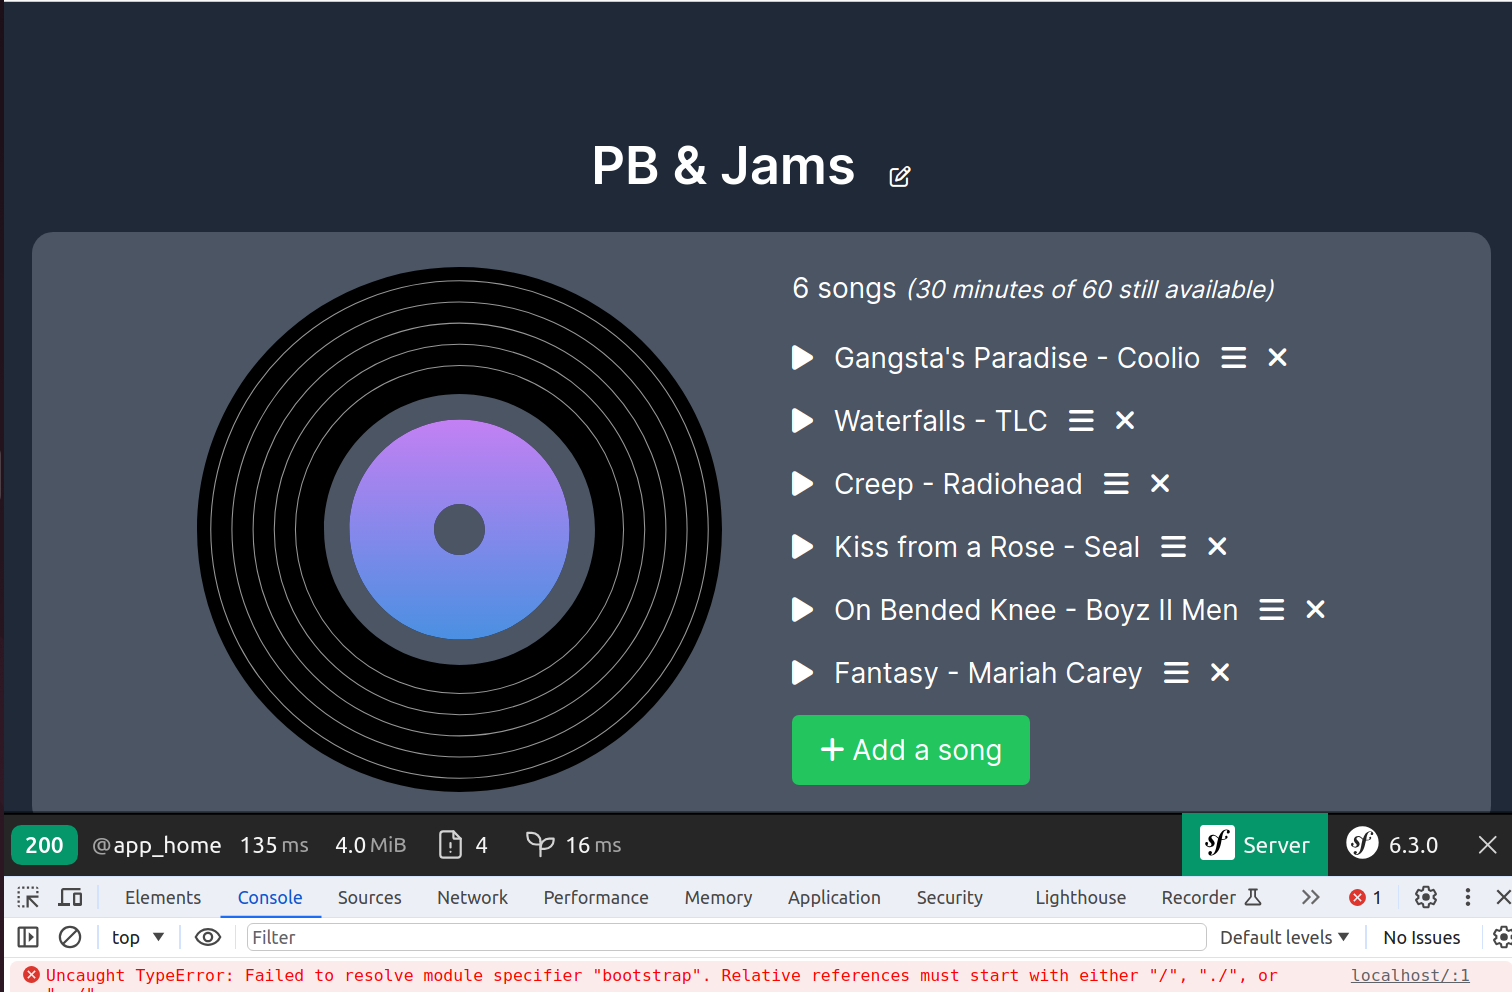 PB & Jams
6 songs (30 minutes of 60 still available)
Gangsta's Paradise - Coolio
Waterfalls - TLC
Creep - Radiohead
Kiss from a Rose - Seal
On Bended Knee - Boyz II Men
Fantasy - Mariah Carey
+ Add a song
200 @app_home 135 ms 4.0 MiB 4 16 ms sf Server sf 6.3.0
Elements Console Sources Network Performance Memory Application Security Lighthouse Recorder 1
top Filter Default levels No Issues
Uncaught TypeError: Failed to resolve module specifier "bootstrap". Relative references must start with either "/", "./", or localhost/:1